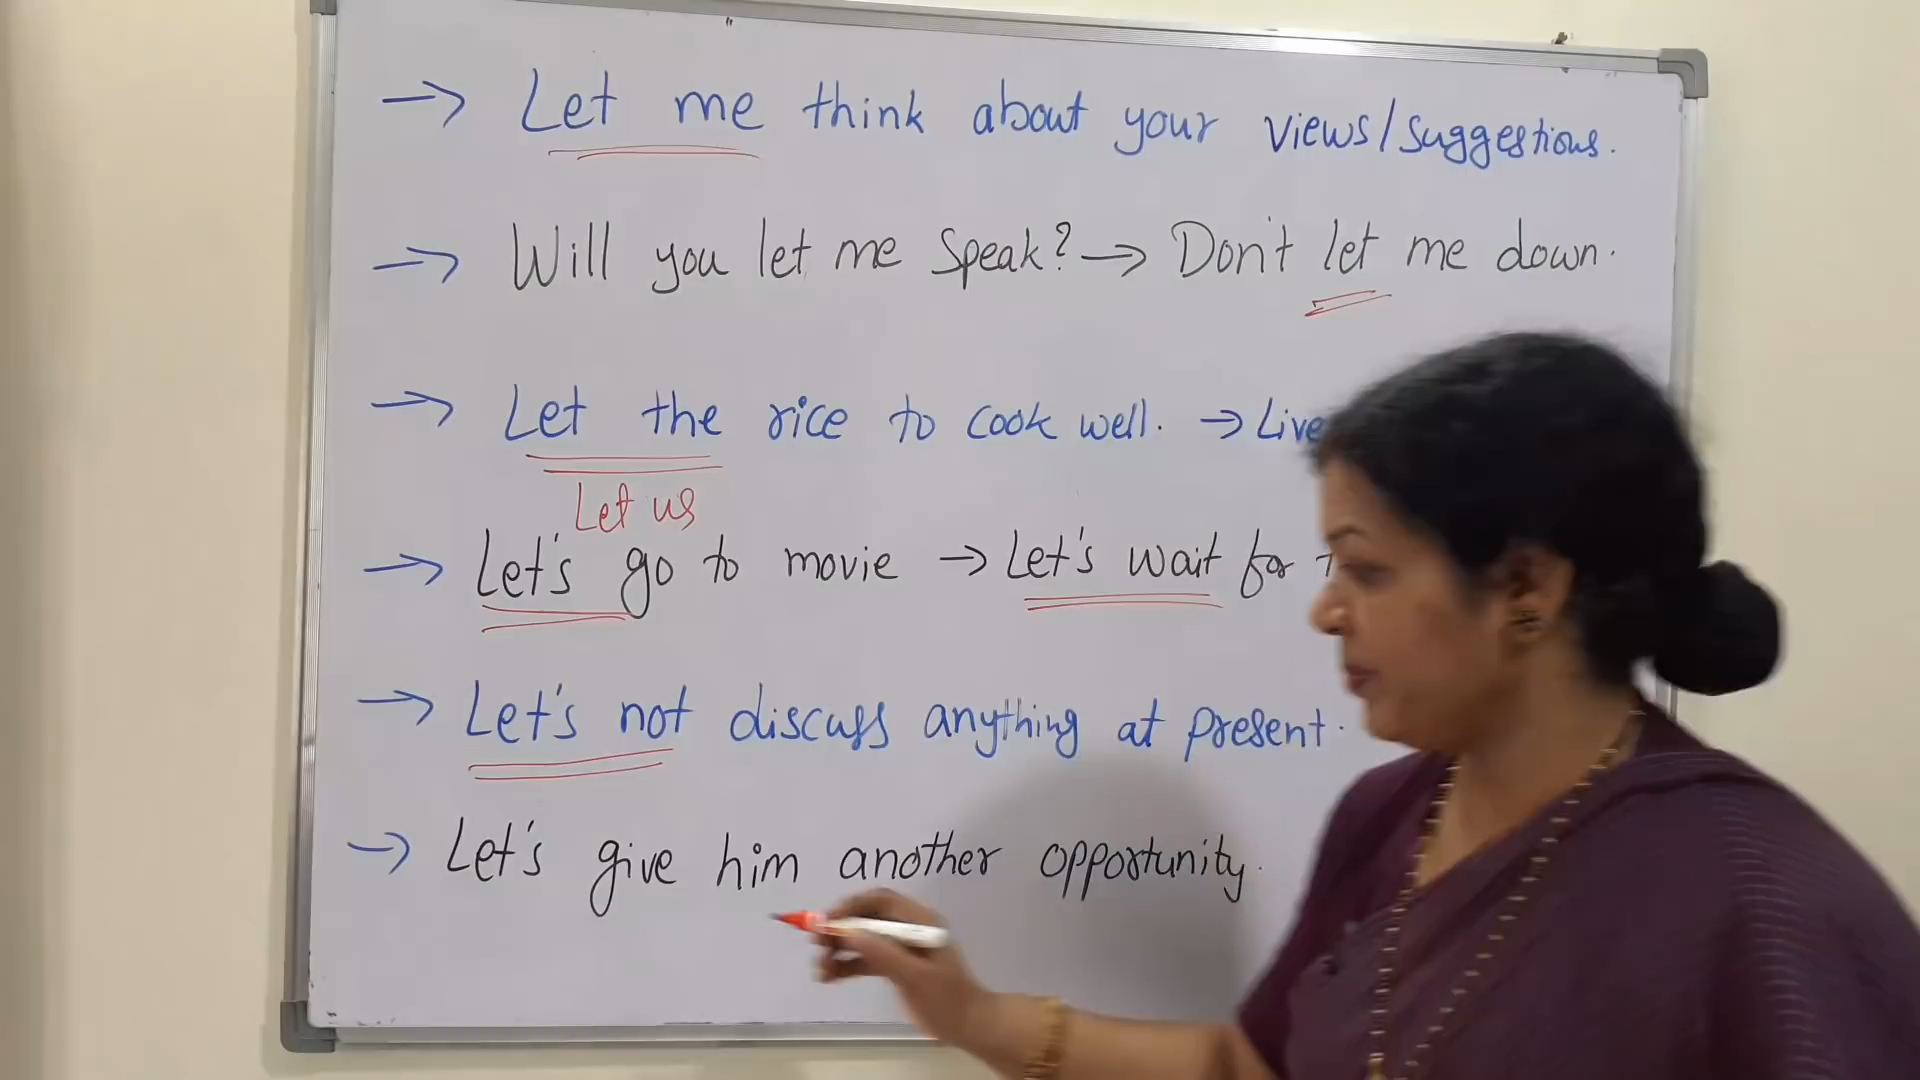 → Let me think about your views/suggestions.
→ Will you let me speak? → Don't let me down.
→ Let the rice to cook well. → Live
Let us
→ Let's go to movie → Let's wait for
→ Let's not discuss anything at present.
→ Let's give him another opportunity.